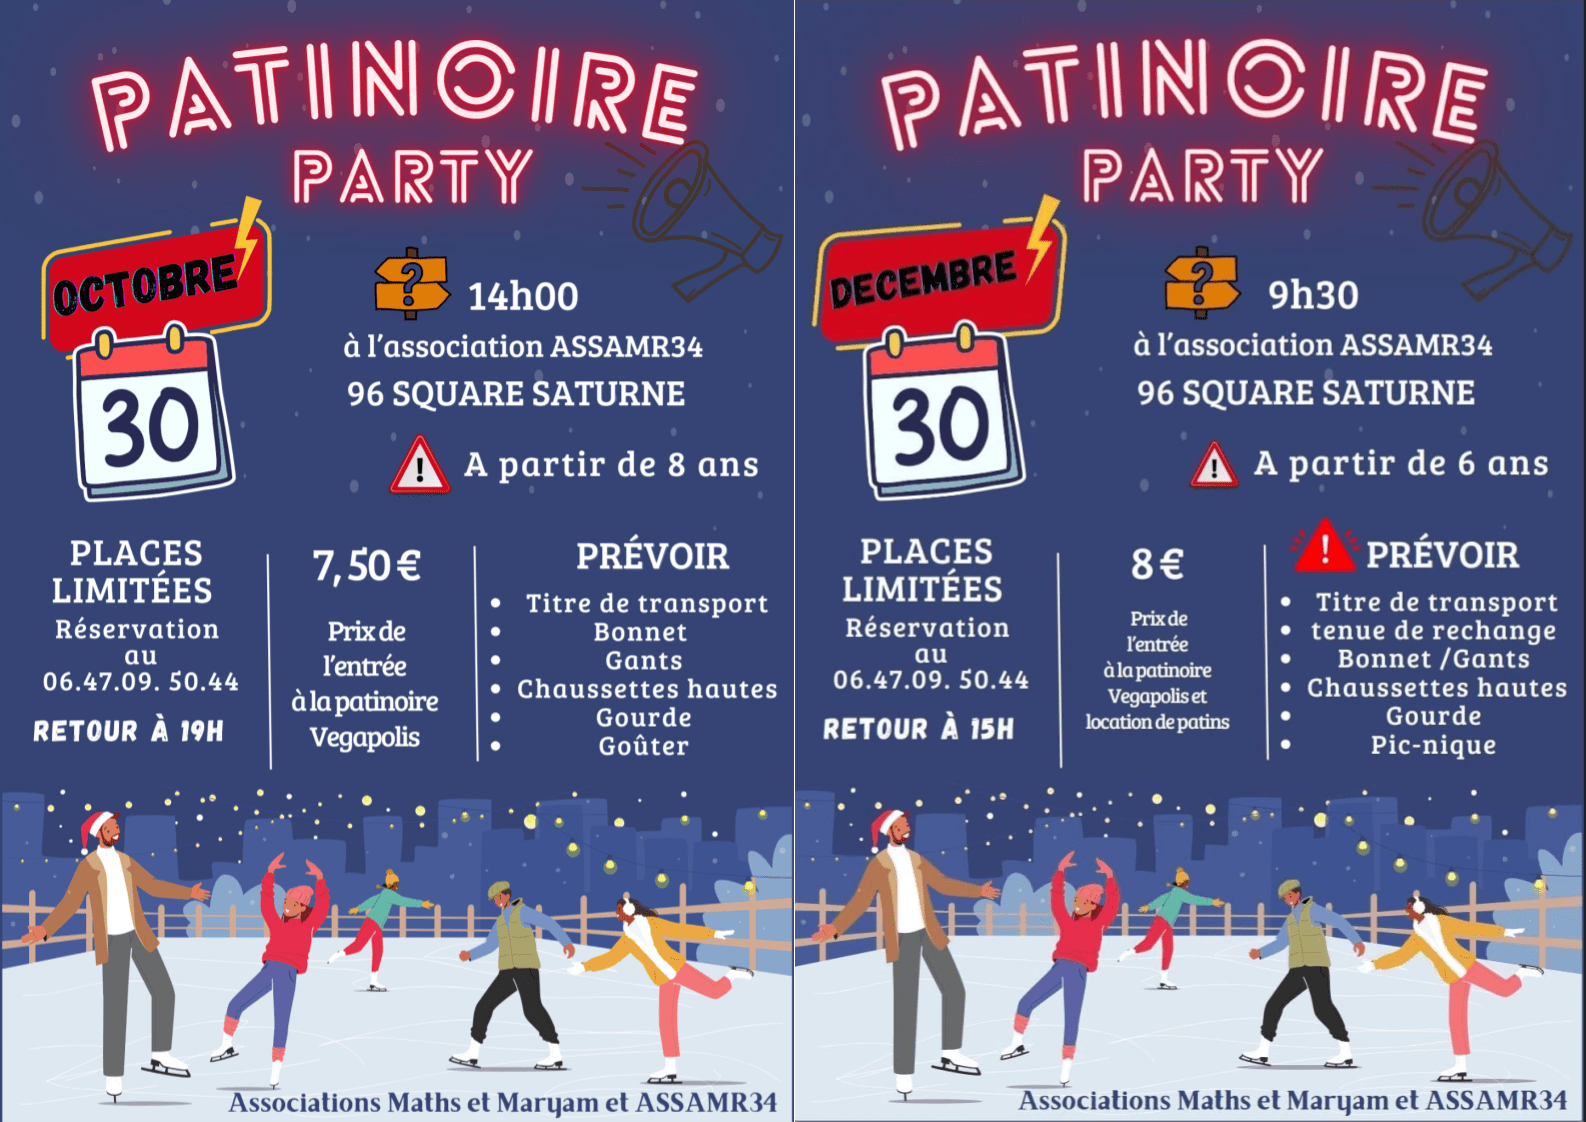 PATINOIRE
PARTY
OCTOBRE
30
?
14h00
à l'association ASSAMR34
96 SQUARE SATURNE
! A partir de 8 ans
PLACES
LIMITÉES
Réservation
au
06.47.09. 50.44
RETOUR À 19H
7,50 €
Prix de
l'entrée
à la patinoire
Vegapolis
PRÉVOIR
• Titre de transport
• Bonnet
• Gants
• Chaussettes hautes
• Gourde
• Goûter
Associations Maths et Maryam et ASSAMR34
PATINOIRE
PARTY
DECEMBRE
30
?
9h30
à l'association ASSAMR34
96 SQUARE SATURNE
! A partir de 6 ans
PLACES
LIMITÉES
Réservation
au
06.47.09. 50.44
RETOUR À 15H
8 €
Prix de
l'entrée
à la patinoire
Vegapolis et
location de patins
! PRÉVOIR
• Titre de transport
• tenue de rechange
• Bonnet /Gants
• Chaussettes hautes
• Gourde
• Pic-nique
Associations Maths et Maryam et ASSAMR34